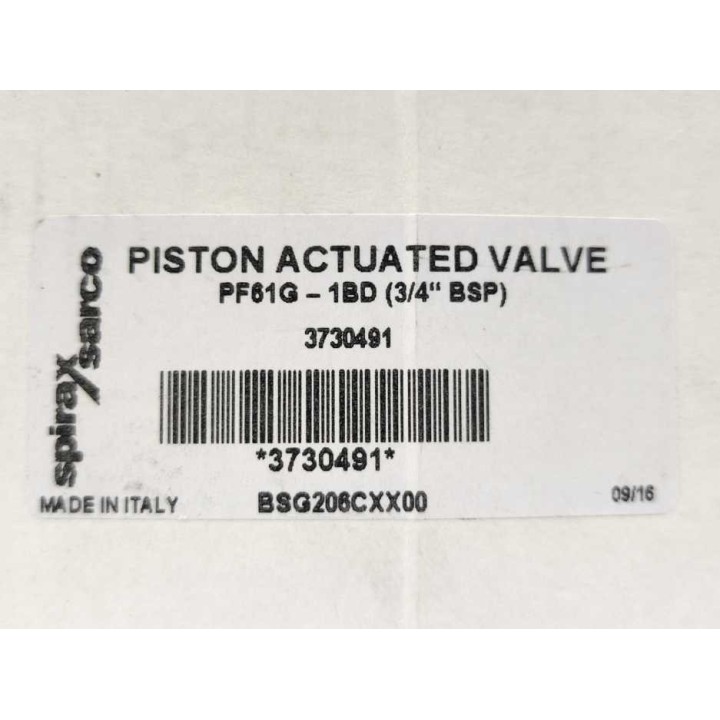 spirax
sarco
PISTON ACTUATED VALVE
PF61G – 1BD (3/4“ BSP)
3730491
*3730491*
MADE IN ITALY
BSG206CXX00
09/16